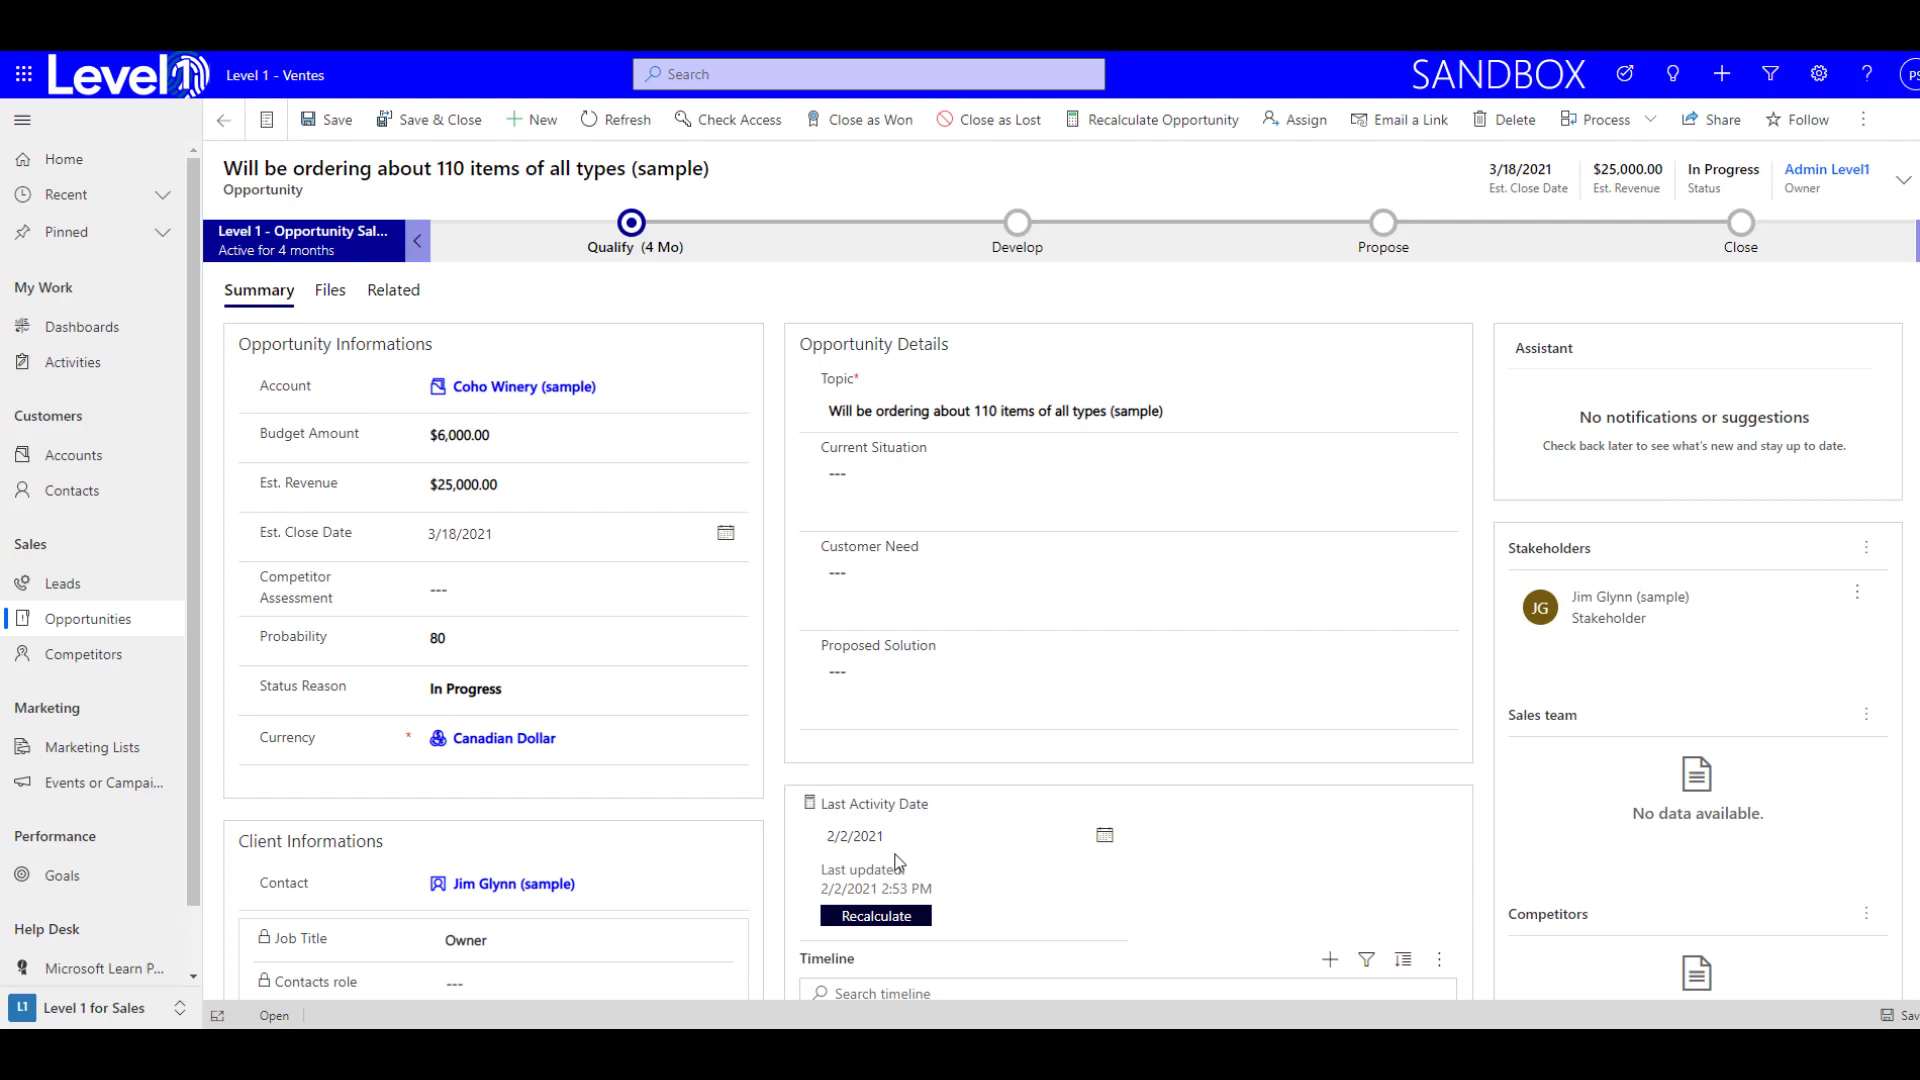 Level 1
Level 1 - Ventes
Search
SANDBOX
Save
Save & Close
New
Refresh
Check Access
Close as Won
Close as Lost
Recalculate Opportunity
Assign
Email a Link
Delete
Process
Share
Follow
Home
Recent
Pinned
My Work
Dashboards
Activities
Customers
Accounts
Contacts
Sales
Leads
Opportunities
Competitors
Marketing
Marketing Lists
Events or Campai...
Performance
Goals
Help Desk
Microsoft Learn P...
L1
Level 1 for Sales
Will be ordering about 110 items of all types (sample)
Opportunity
3/18/2021
Est. Close Date
$25,000.00
Est. Revenue
In Progress
Status
Admin Level1
Owner
Level 1 - Opportunity Sal...
Active for 4 months
Qualify (4 Mo)
Develop
Propose
Close
Summary
Files
Related
Opportunity Informations
Account
Coho Winery (sample)
Budget Amount
$6,000.00
Est. Revenue
$25,000.00
Est. Close Date
3/18/2021
Competitor
Assessment
---
Probability
80
Status Reason
In Progress
Currency
*
Canadian Dollar
Client Informations
Contact
Jim Glynn (sample)
Job Title
Owner
Contacts role
---
Opportunity Details
Topic*
Will be ordering about 110 items of all types (sample)
Current Situation
---
Customer Need
---
Proposed Solution
---
Last Activity Date
2/2/2021
Last updated:
2/2/2021 2:53 PM
Recalculate
Timeline
Search timeline
Assistant
No notifications or suggestions
Check back later to see what's new and stay up to date.
Stakeholders
JG
Jim Glynn (sample)
Stakeholder
Sales team
No data available.
Competitors
Open
Sav